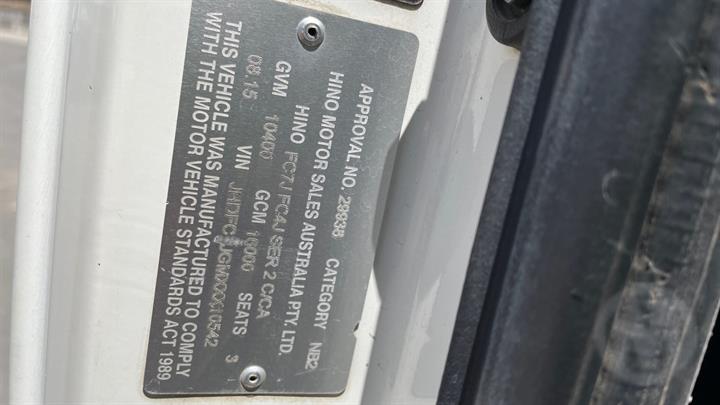 APPROVAL NO. 29938 CATEGORY NB2
HINO MOTOR SALES AUSTRALIA PTY. LTD.
HINO FC7J FC4J SER 2 C/CA
GVM 10400 GCM 16000 SEATS 3
08.15 VIN
THIS VEHICLE WAS MANUFACTURED TO COMPLY
WITH THE MOTOR VEHICLE STANDARDS ACT 1989